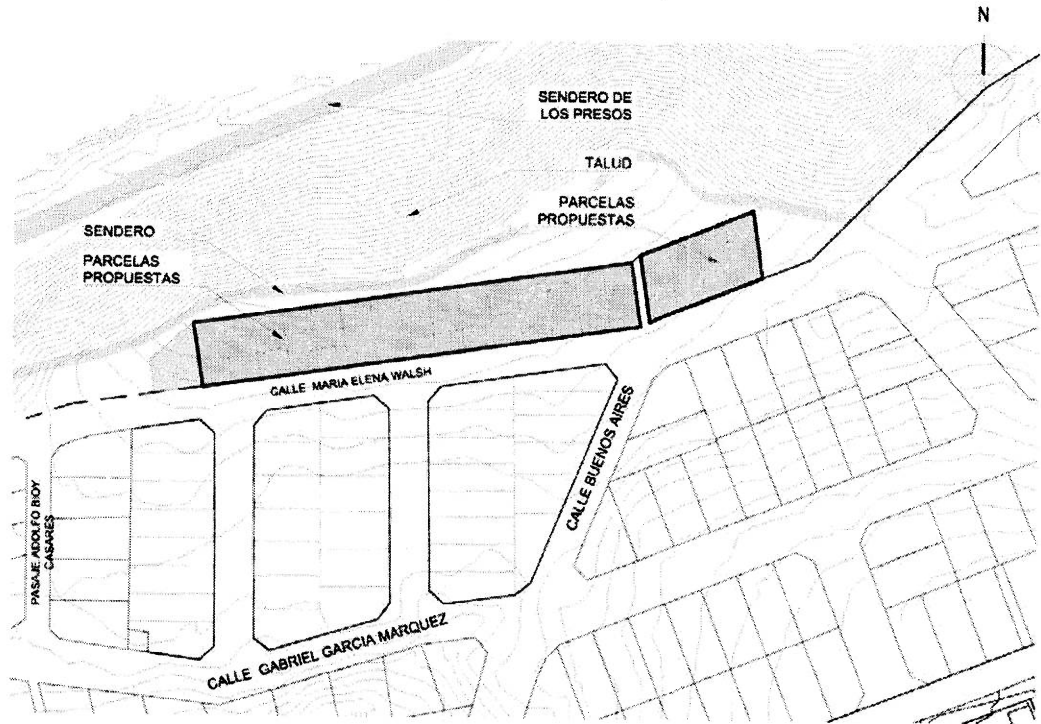 N
SENDERO DE
LOS PRESOS
TALUD
PARCELAS
PROPUESTAS
SENDERO
PARCELAS
PROPUESTAS
CALLE MARIA ELENA WALSH
CALLE BUENOS AIRES
PASAJE ADOLFO BIOY
CASARES
CALLE GABRIEL GARCIA MARQUEZ